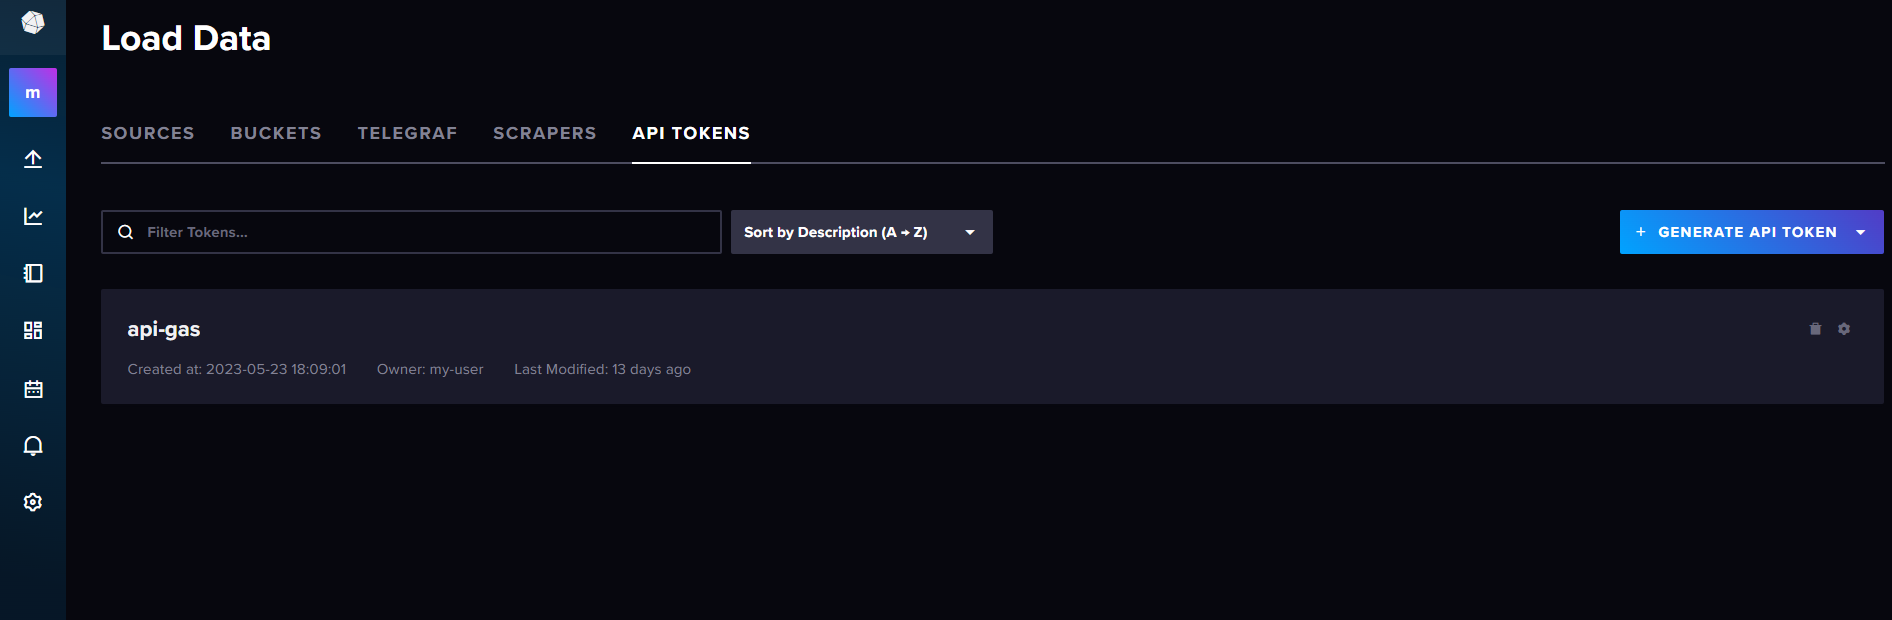 Load Data
m
SOURCES BUCKETS TELEGRAF SCRAPERS API TOKENS
Filter Tokens... Sort by Description (A → Z) + GENERATE API TOKEN
api-gas
Created at: 2023-05-23 18:09:01 Owner: my-user Last Modified: 13 days ago